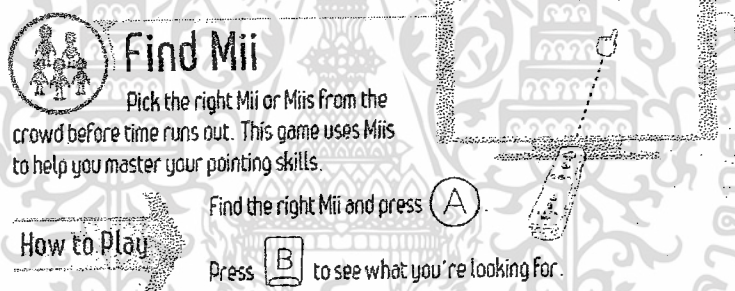 Find Mii
Pick the right Mii or Miis from the
crowd before time runs out. This game uses Miis
to help you master your pointing skills.
Find the right Mii and press A.
How to Play
Press B to see what you're looking for.